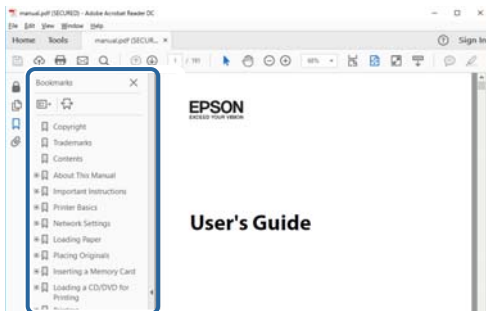 manual.pdf (SECURED) - Adobe Acrobat Reader DC
File Edit View Window Help
Home Tools manual.pdf (SECUR... × Sign In
1 / 191
Bookmarks
Copyright
Trademarks
Contents
About This Manual
Important Instructions
Printer Basics
Network Settings
Loading Paper
Placing Originals
Inserting a Memory Card
Loading a CD/DVD for
Printing
EPSON
EXCEED YOUR VISION
User's Guide